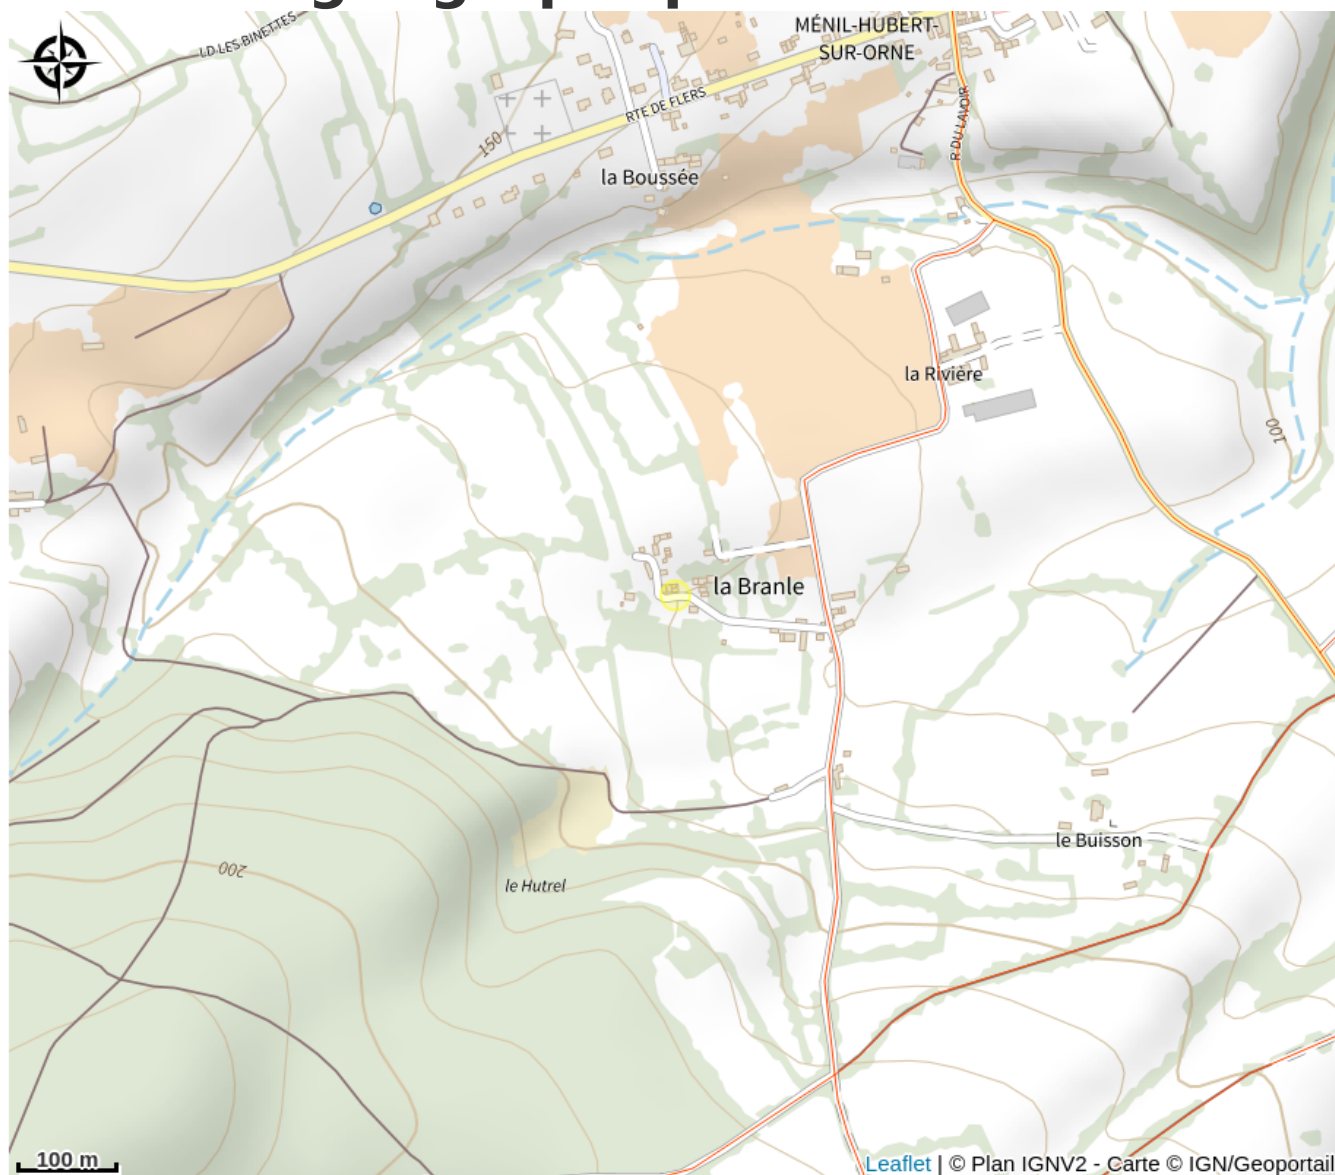 LD LES BINETTES
MÉNIL-HUBERT-
SUR-ORNE
RTE DE FLERS
R DU LAVOIR
150
la Boussée
la Rivière
100
la Branle
le Buisson
200
le Hutrel
100 m
Leaflet | © Plan IGNV2 - Carte © IGN/Geoportail